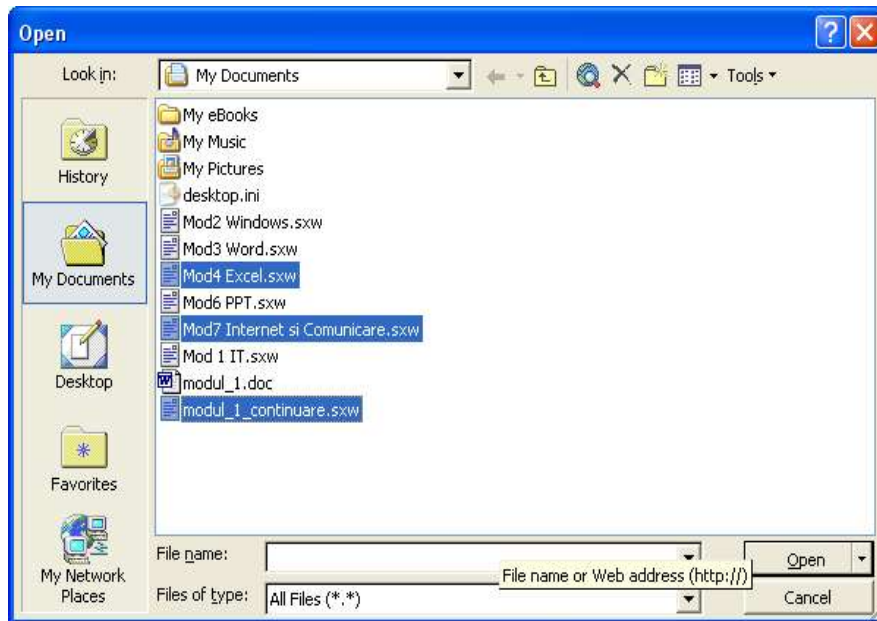 Open
Look in:
My Documents
Tools
History
My Documents
Desktop
Favorites
My Network
Places
My eBooks
My Music
My Pictures
desktop.ini
Mod2 Windows.sxw
Mod3 Word.sxw
Mod4 Excel.sxw
Mod6 PPT.sxw
Mod7 Internet si Comunicare.sxw
Mod 1 IT.sxw
modul_1.doc
modul_1_continuare.sxw
File name:
File name or Web address (http://)
Open
Files of type:
All Files (*.*)
Cancel